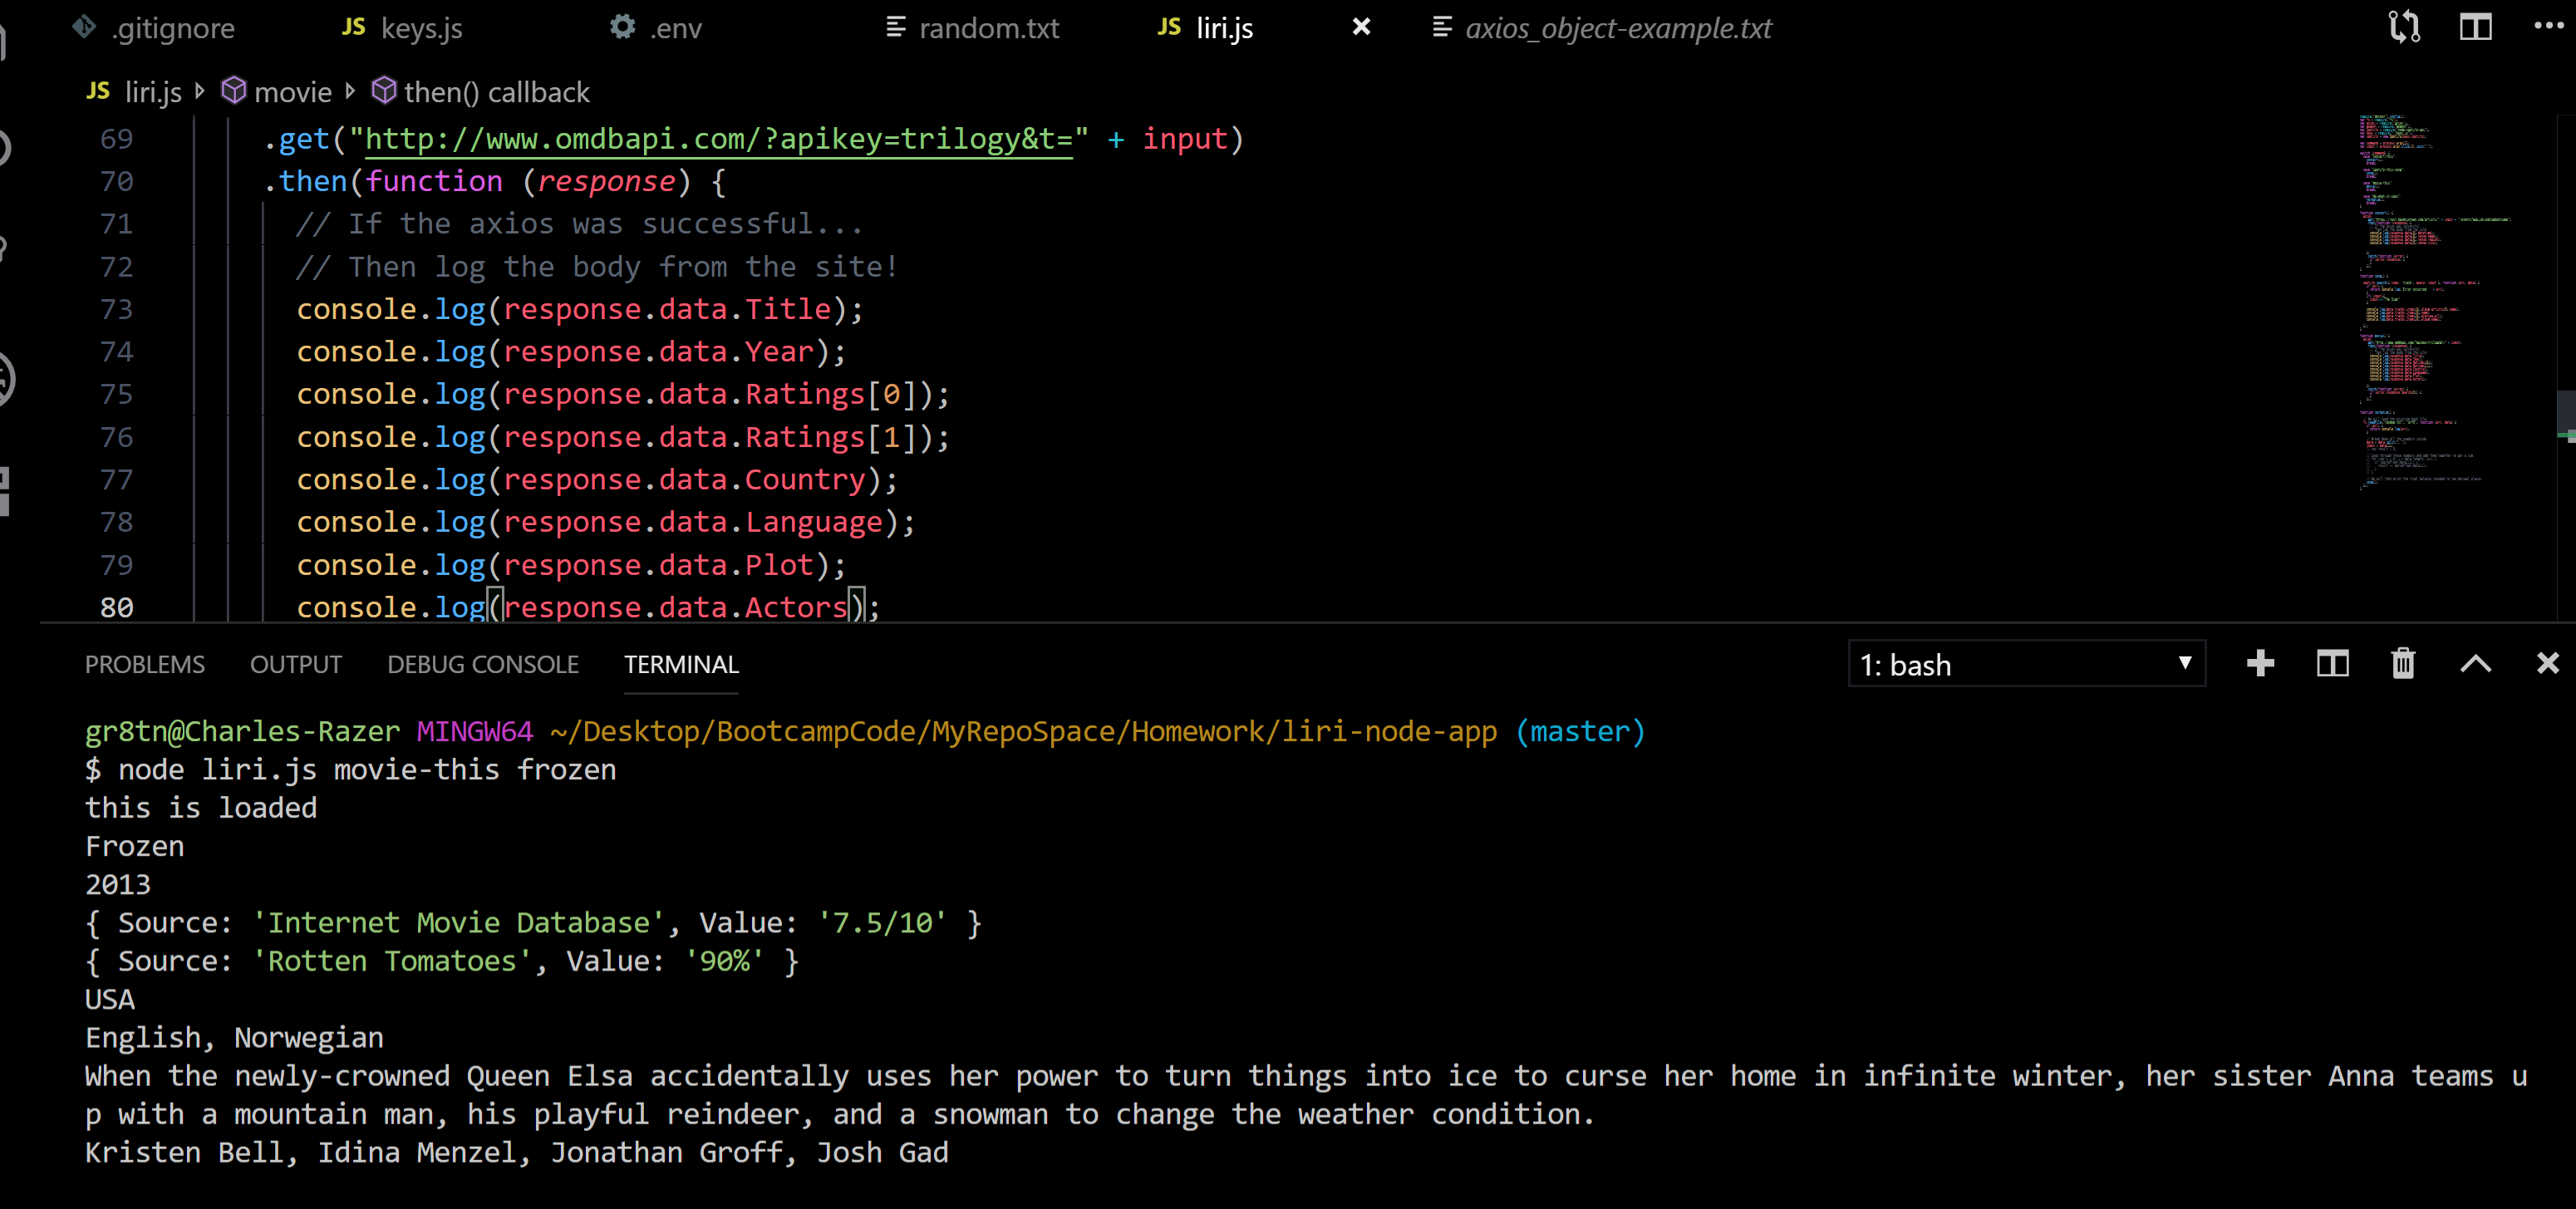 .gitignore JS keys.js .env random.txt JS liri.js axios_object-example.txt
JS liri.js movie then() callback
69 .get("http://www.omdbapi.com/?apikey=trilogy&t=" + input)
70 .then(function (response) {
71 // If the axios was successful...
72 // Then log the body from the site!
73 console.log(response.data.Title);
74 console.log(response.data.Year);
75 console.log(response.data.Ratings[0]);
76 console.log(response.data.Ratings[1]);
77 console.log(response.data.Country);
78 console.log(response.data.Language);
79 console.log(response.data.Plot);
80 console.log(response.data.Actors);
PROBLEMS OUTPUT DEBUG CONSOLE TERMINAL 1: bash
gr8tn@Charles-Razer MINGW64 ~/Desktop/BootcampCode/MyRepoSpace/Homework/liri-node-app (master)
$ node liri.js movie-this frozen
this is loaded
Frozen
2013
{ Source: 'Internet Movie Database', Value: '7.5/10' }
{ Source: 'Rotten Tomatoes', Value: '90%' }
USA
English, Norwegian
When the newly-crowned Queen Elsa accidentally uses her power to turn things into ice to curse her home in infinite winter, her sister Anna teams u
p with a mountain man, his playful reindeer, and a snowman to change the weather condition.
Kristen Bell, Idina Menzel, Jonathan Groff, Josh Gad